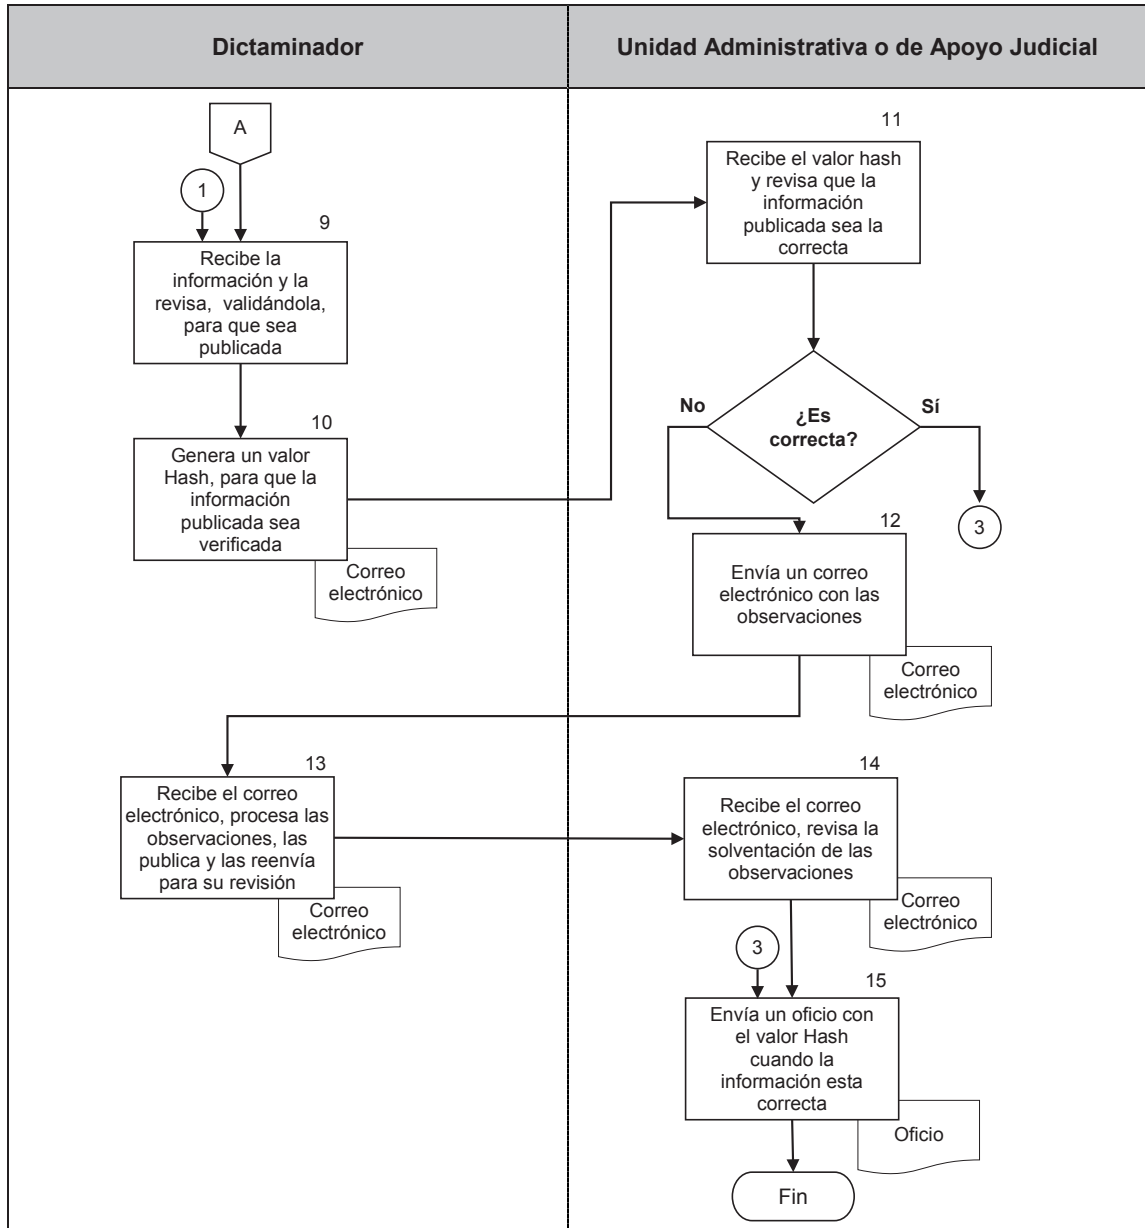 Dictaminador
Unidad Administrativa o de Apoyo Judicial
A
1
9
Recibe la
información y la
revisa, validándola,
para que sea
publicada
10
Genera un valor
Hash, para que la
información
publicada sea
verificada
Correo
electrónico
11
Recibe el valor hash
y revisa que la
información
publicada sea la
correcta
¿Es
correcta?
No
Sí
3
12
Envía un correo
electrónico con las
observaciones
Correo
electrónico
13
Recibe el correo
electrónico, procesa las
observaciones, las
publica y las reenvía
para su revisión
Correo
electrónico
14
Recibe el correo
electrónico, revisa la
solventación de las
observaciones
Correo
electrónico
3
15
Envía un oficio con
el valor Hash
cuando la
información esta
correcta
Oficio
Fin